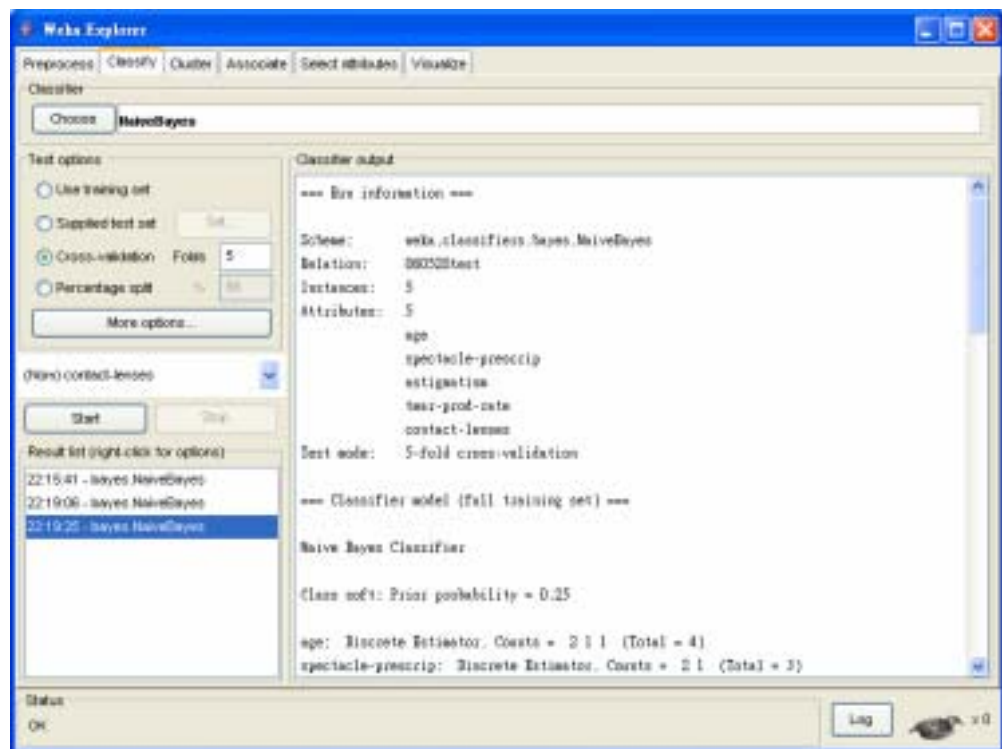 Weka Explorer
Preprocess Classify Cluster Associate Select attributes Visualize
Classifier
Choose NaiveBayes
Test options
Use training set
Supplied test set Set...
Cross-validation Folds 5
Percentage split %
More options...
(Nom) contact-lenses
Start Stop
Result list (right-click for options)
22:15:41 - bayes.NaiveBayes
22:19:06 - bayes.NaiveBayes
22:19:25 - bayes.NaiveBayes
Classifier output
=== Run information ===
Scheme: weka.classifiers.bayes.NaiveBayes
Relation: 060528test
Instances: 5
Attributes: 5
age
spectacle-prescrip
astigmatism
tear-prod-rate
contact-lenses
Test mode: 5-fold cross-validation
=== Classifier model (full training set) ===
Naive Bayes Classifier
Class soft: Prior probability = 0.25
age: Discrete Estimator. Counts = 2 1 1 (Total = 4)
spectacle-prescrip: Discrete Estimator. Counts = 2 1 (Total = 3)
Status
OK
Log x 0